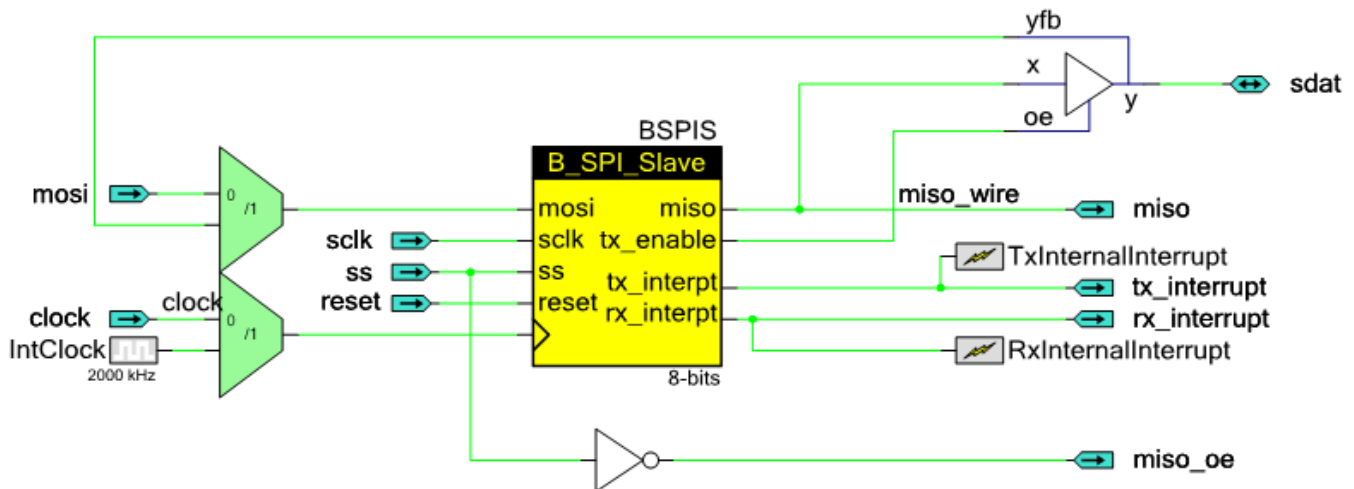 yfb
x
sdat
y
oe
BSPIS
B_SPI_Slave
mosi
0
/1
mosi
miso
miso_wire
miso
sclk
sclk
tx_enable
TxInternalInterrupt
ss
ss
tx_interpt
tx_interrupt
reset
reset
rx_interpt
rx_interrupt
clock
clock
0
/1
IntClock
2000 kHz
RxInternalInterrupt
8-bits
miso_oe